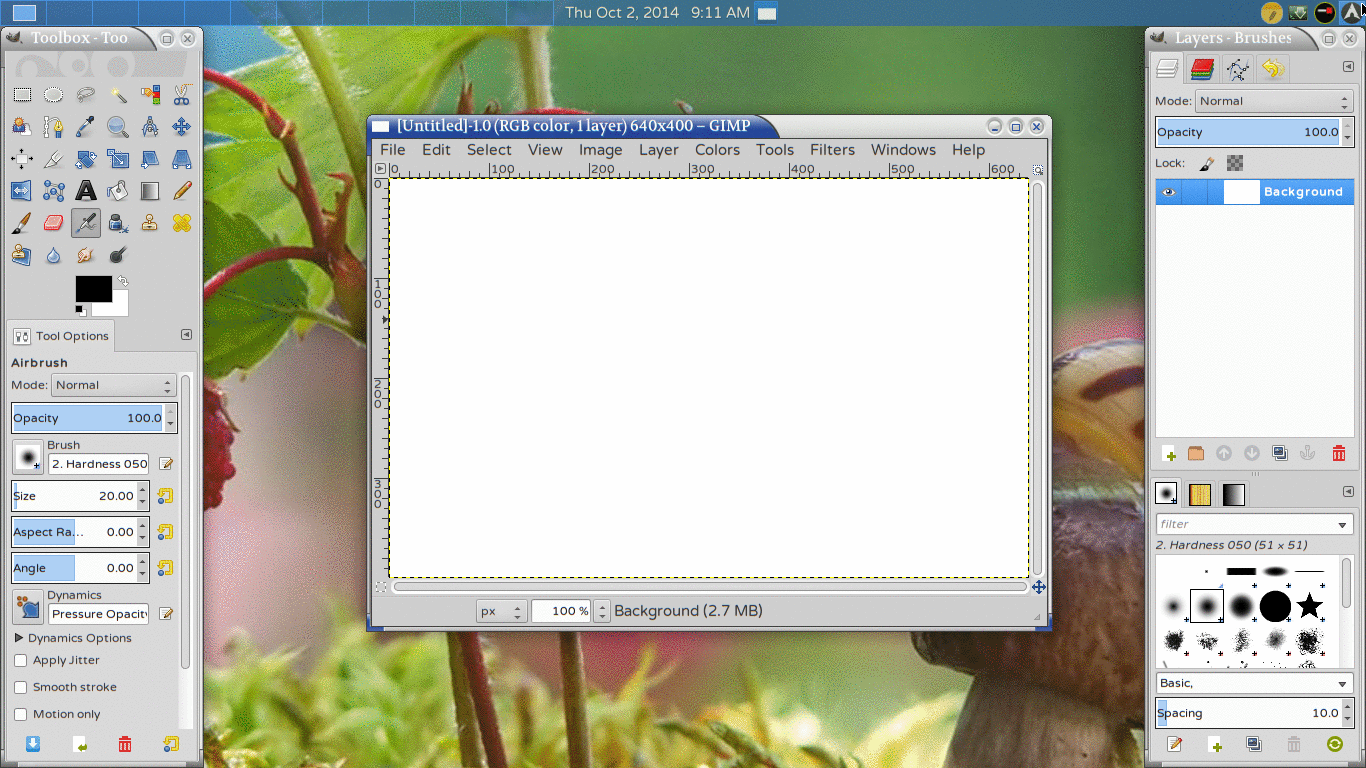 Thu Oct 2, 2014 9:11 AM
Toolbox - Too
Tool Options
Airbrush
Mode: Normal
Opacity 100.0
Brush
2. Hardness 050
Size 20.00
Aspect Ra... 0.00
Angle 0.00
Dynamics
Pressure Opacit
Dynamics Options
Apply Jitter
Smooth stroke
Motion only
[Untitled]-1.0 (RGB color, 1 layer) 640x400 – GIMP
File Edit Select View Image Layer Colors Tools Filters Windows Help
0 100 200 300 400 500 600
0
100
200
300
px 100 % Background (2.7 MB)
Layers - Brushes
Mode: Normal
Opacity 100.0
Lock:
Background
filter
2. Hardness 050 (51 × 51)
Basic,
Spacing 10.0